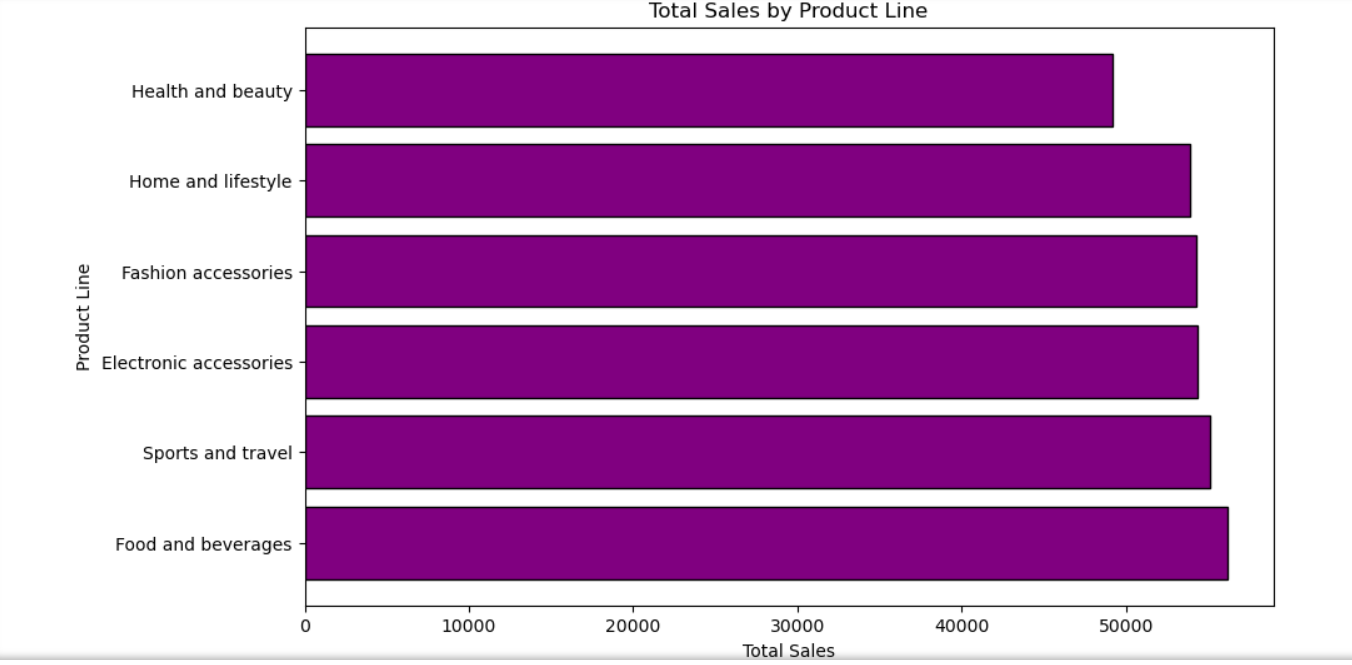 Total Sales by Product Line
Health and beauty
Home and lifestyle
Fashion accessories
Electronic accessories
Sports and travel
Food and beverages
Product Line
0 10000 20000 30000 40000 50000
Total Sales